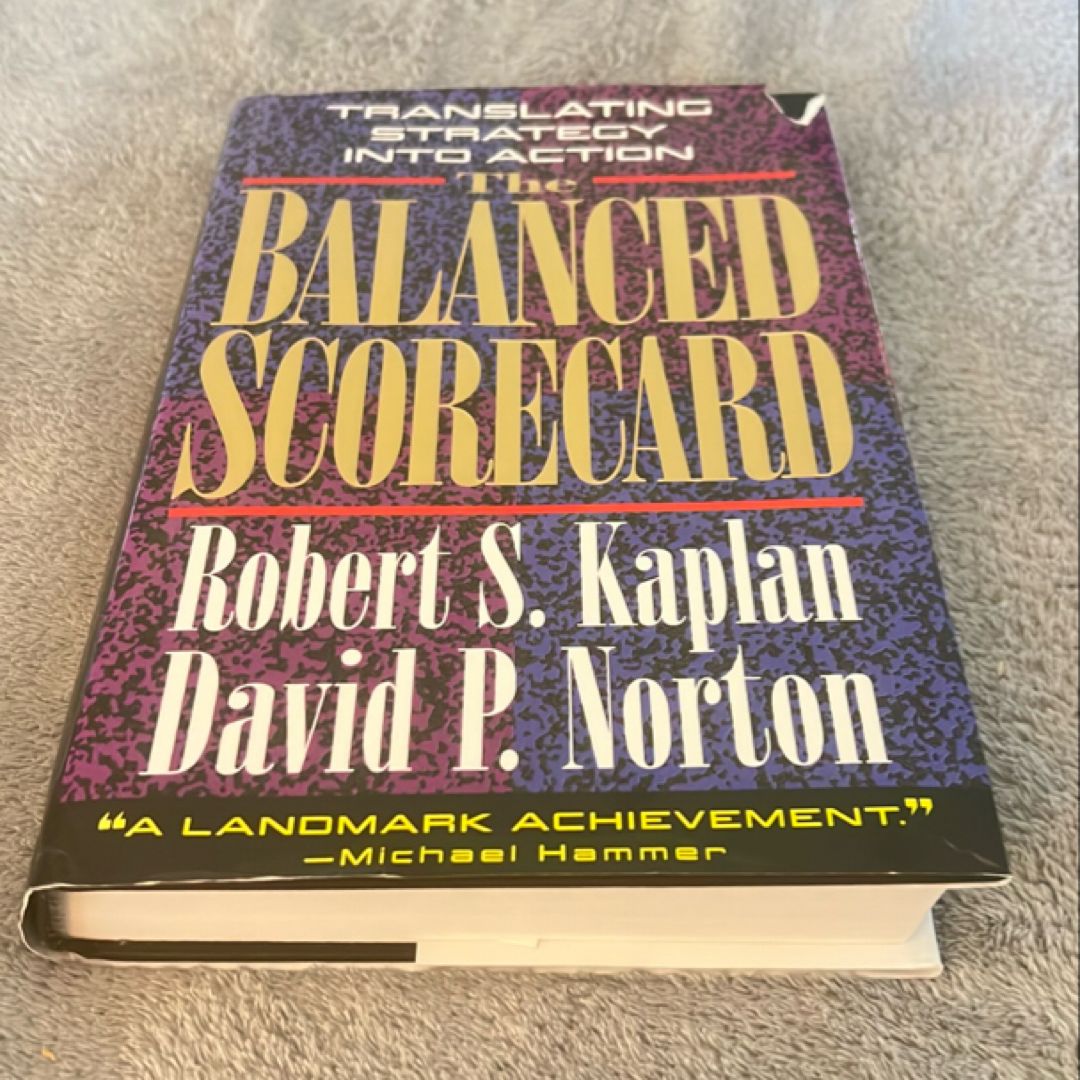 TRANSLATING
STRATEGY
INTO ACTION
The
BALANCED
SCORECARD
Robert S. Kaplan
David P. Norton
“A LANDMARK ACHIEVEMENT.”
—Michael Hammer